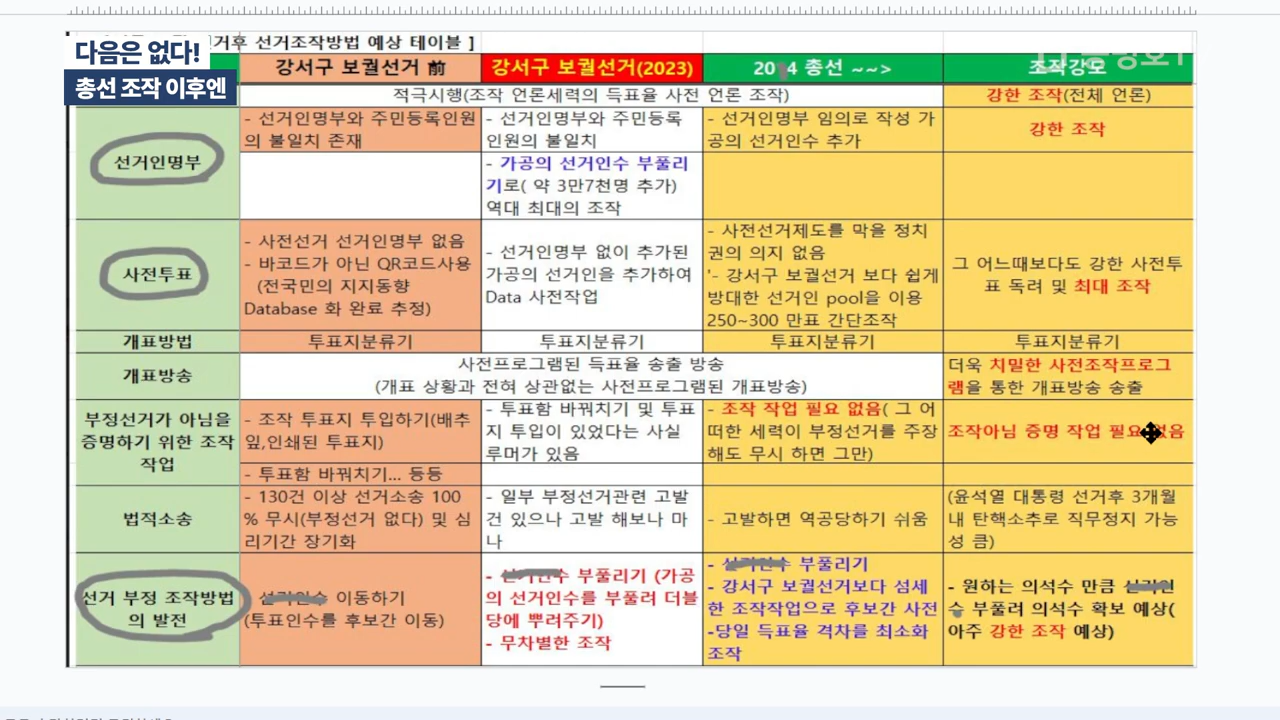 다음은 없다!
총선 조작 이후엔
거후 선거조작방법 예상 테이블 ]
강서구 보궐선거 前
강서구 보궐선거(2023)
총선 ~~>
조작강도
적극시행(조작 언론세력의 득표율 사전 언론 조작)
강한 조작(전체 언론)
선거인명부
- 선거인명부와 주민등록인원
의 불일치 존재
- 선거인명부와 주민등록
인원의 불일치
- 선거인명부 임의로 작성 가
공의 선거인수 추가
강한 조작
- 가공의 선거인수 부풀리
기로( 약 3만7천명 추가)
역대 최대의 조작
사전투표
- 사전선거 선거인명부 없음
- 바코드가 아닌 QR코드사용
(전국민의 지지동향
Database 화 완료 추정)
- 선거인명부 없이 추가된
가공의 선거인을 추가하여
Data 사전작업
- 사전선거제도를 막을 정치
권의 의지 없음
'- 강서구 보궐선거 보다 쉽게
방대한 선거인 pool을 이용
250~300 만표 간단조작
그 어느때보다도 강한 사전투
표 독려 및 최대 조작
개표방법
투표지분류기
투표지분류기
투표지분류기
투표지분류기
개표방송
사전프로그램된 득표율 송출 방송
(개표 상황과 전혀 상관없는 사전프로그램된 개표방송)
더욱 치밀한 사전조작프로그
램을 통한 개표방송 송출
부정선거가 아님을
증명하기 위한 조작
작업
- 조작 투표지 투입하기(배추
잎,인쇄된 투표지)
- 투표함 바꿔치기 및 투표
지 투입이 있었다는 사실
루머가 있음
- 조작 작업 필요 없음( 그 어
떠한 세력이 부정선거를 주장
해도 무시 하면 그만)
조작아님 증명 작업 필요없음
- 투표함 바꿔치기... 등등
법적소송
- 130건 이상 선거소송 100
% 무시(부정선거 없다) 및 심
리기간 장기화
- 일부 부정선거관련 고발
건 있으나 고발 해보나 마
나
- 고발하면 역공당하기 쉬움
(윤석열 대통령 선거후 3개월
내 탄핵소추로 직무정지 가능
성 큼)
선거 부정 조작방법
의 발전
이동하기
(투표인수를 후보간 이동)
- 선거인수 부풀리기 (가공
의 선거인수를 부풀려 더블
당에 뿌려주기)
- 무차별한 조작
- 선거인수 부풀리기
- 강서구 보궐선거보다 섬세
한 조작작업으로 후보간 사전
-당일 득표율 격차를 최소화
조작
- 원하는 의석수 만큼 선거인
수 부풀려 의석수 확보 예상(
아주 강한 조작 예상)